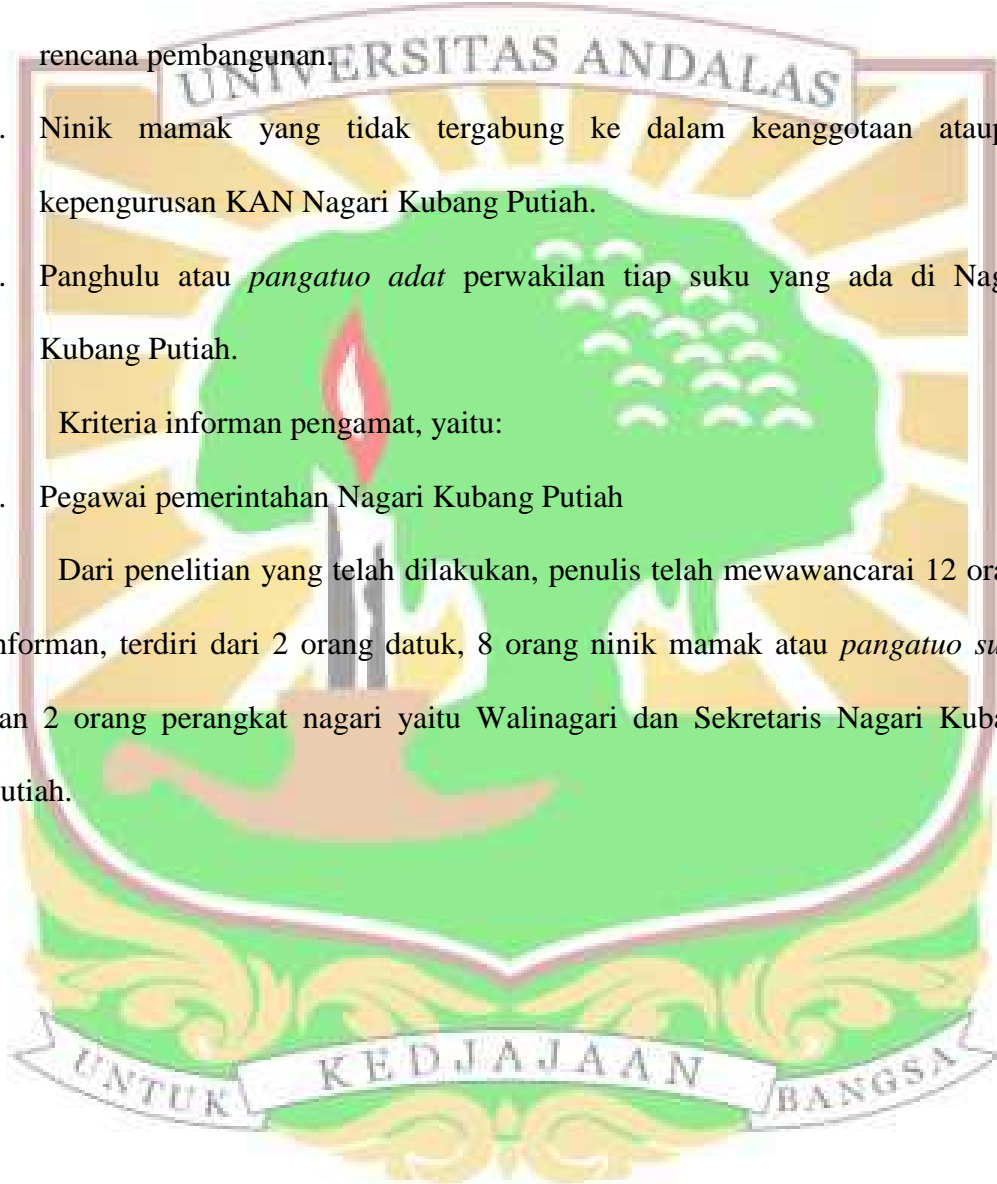 rencana pembangunan.
UNIVERSITAS ANDALAS
. Ninik mamak yang tidak tergabung ke dalam keanggotaan ataup
kepengurusan KAN Nagari Kubang Putiah.
. Panghulu atau pangatuo adat perwakilan tiap suku yang ada di Nag
Kubang Putiah.
Kriteria informan pengamat, yaitu:
. Pegawai pemerintahan Nagari Kubang Putiah
Dari penelitian yang telah dilakukan, penulis telah mewawancarai 12 ora
nforman, terdiri dari 2 orang datuk, 8 orang ninik mamak atau pangatuo su
an 2 orang perangkat nagari yaitu Walinagari dan Sekretaris Nagari Kuba
utiah.
UNTUK KEDJAJAAN BANGSA